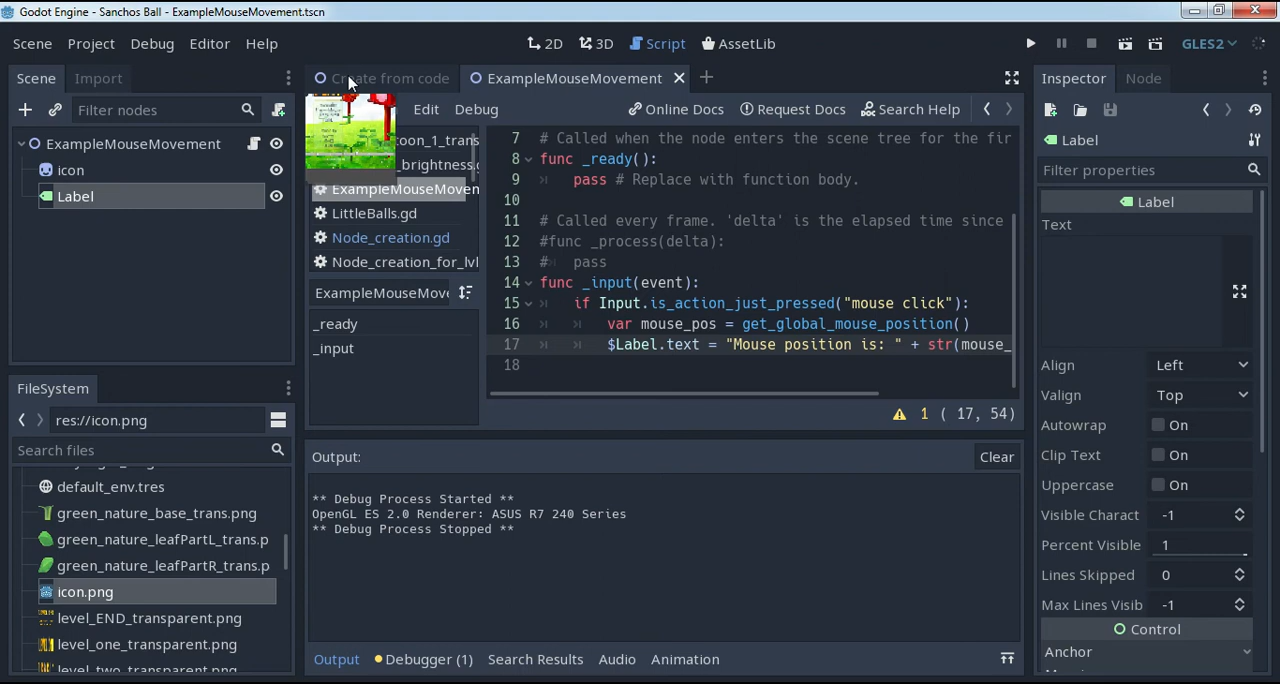 Godot Engine - Sanchos Ball - ExampleMouseMovement.tscn
Scene Project Debug Editor Help
2D 3D Script AssetLib
GLES2
Scene Import
Filter nodes
ExampleMouseMovement
icon
Label
FileSystem
res://icon.png
Search files
default_env.tres
green_nature_base_trans.png
green_nature_leafPartL_trans.p
green_nature_leafPartR_trans.p
icon.png
level_END_transparent.png
level_one_transparent.png
level_two_transparent.png
Create from code ExampleMouseMovement
Edit Debug Online Docs Request Docs Search Help
oon_1_trans
_brightness.g
ExampleMouseMoven
LittleBalls.gd
Node_creation.gd
Node_creation_for_lvl
ExampleMouseMove
_ready
_input
7 # Called when the node enters the scene tree for the fir
8 func _ready():
9 pass # Replace with function body.
10
11 # Called every frame. 'delta' is the elapsed time since
12 #func _process(delta):
13 # pass
14 func _input(event):
15 if Input.is_action_just_pressed("mouse click"):
16 var mouse_pos = get_global_mouse_position()
17 $Label.text = "Mouse position is: " + str(mouse_
18
1 ( 17, 54)
Output:
Clear
** Debug Process Started **
OpenGL ES 2.0 Renderer: ASUS R7 240 Series
** Debug Process Stopped **
Output Debugger (1) Search Results Audio Animation
Inspector Node
Label
Filter properties
Label
Text
Align Left
Valign Top
Autowrap On
Clip Text On
Uppercase On
Visible Charact -1
Percent Visible 1
Lines Skipped 0
Max Lines Visib -1
Control
Anchor